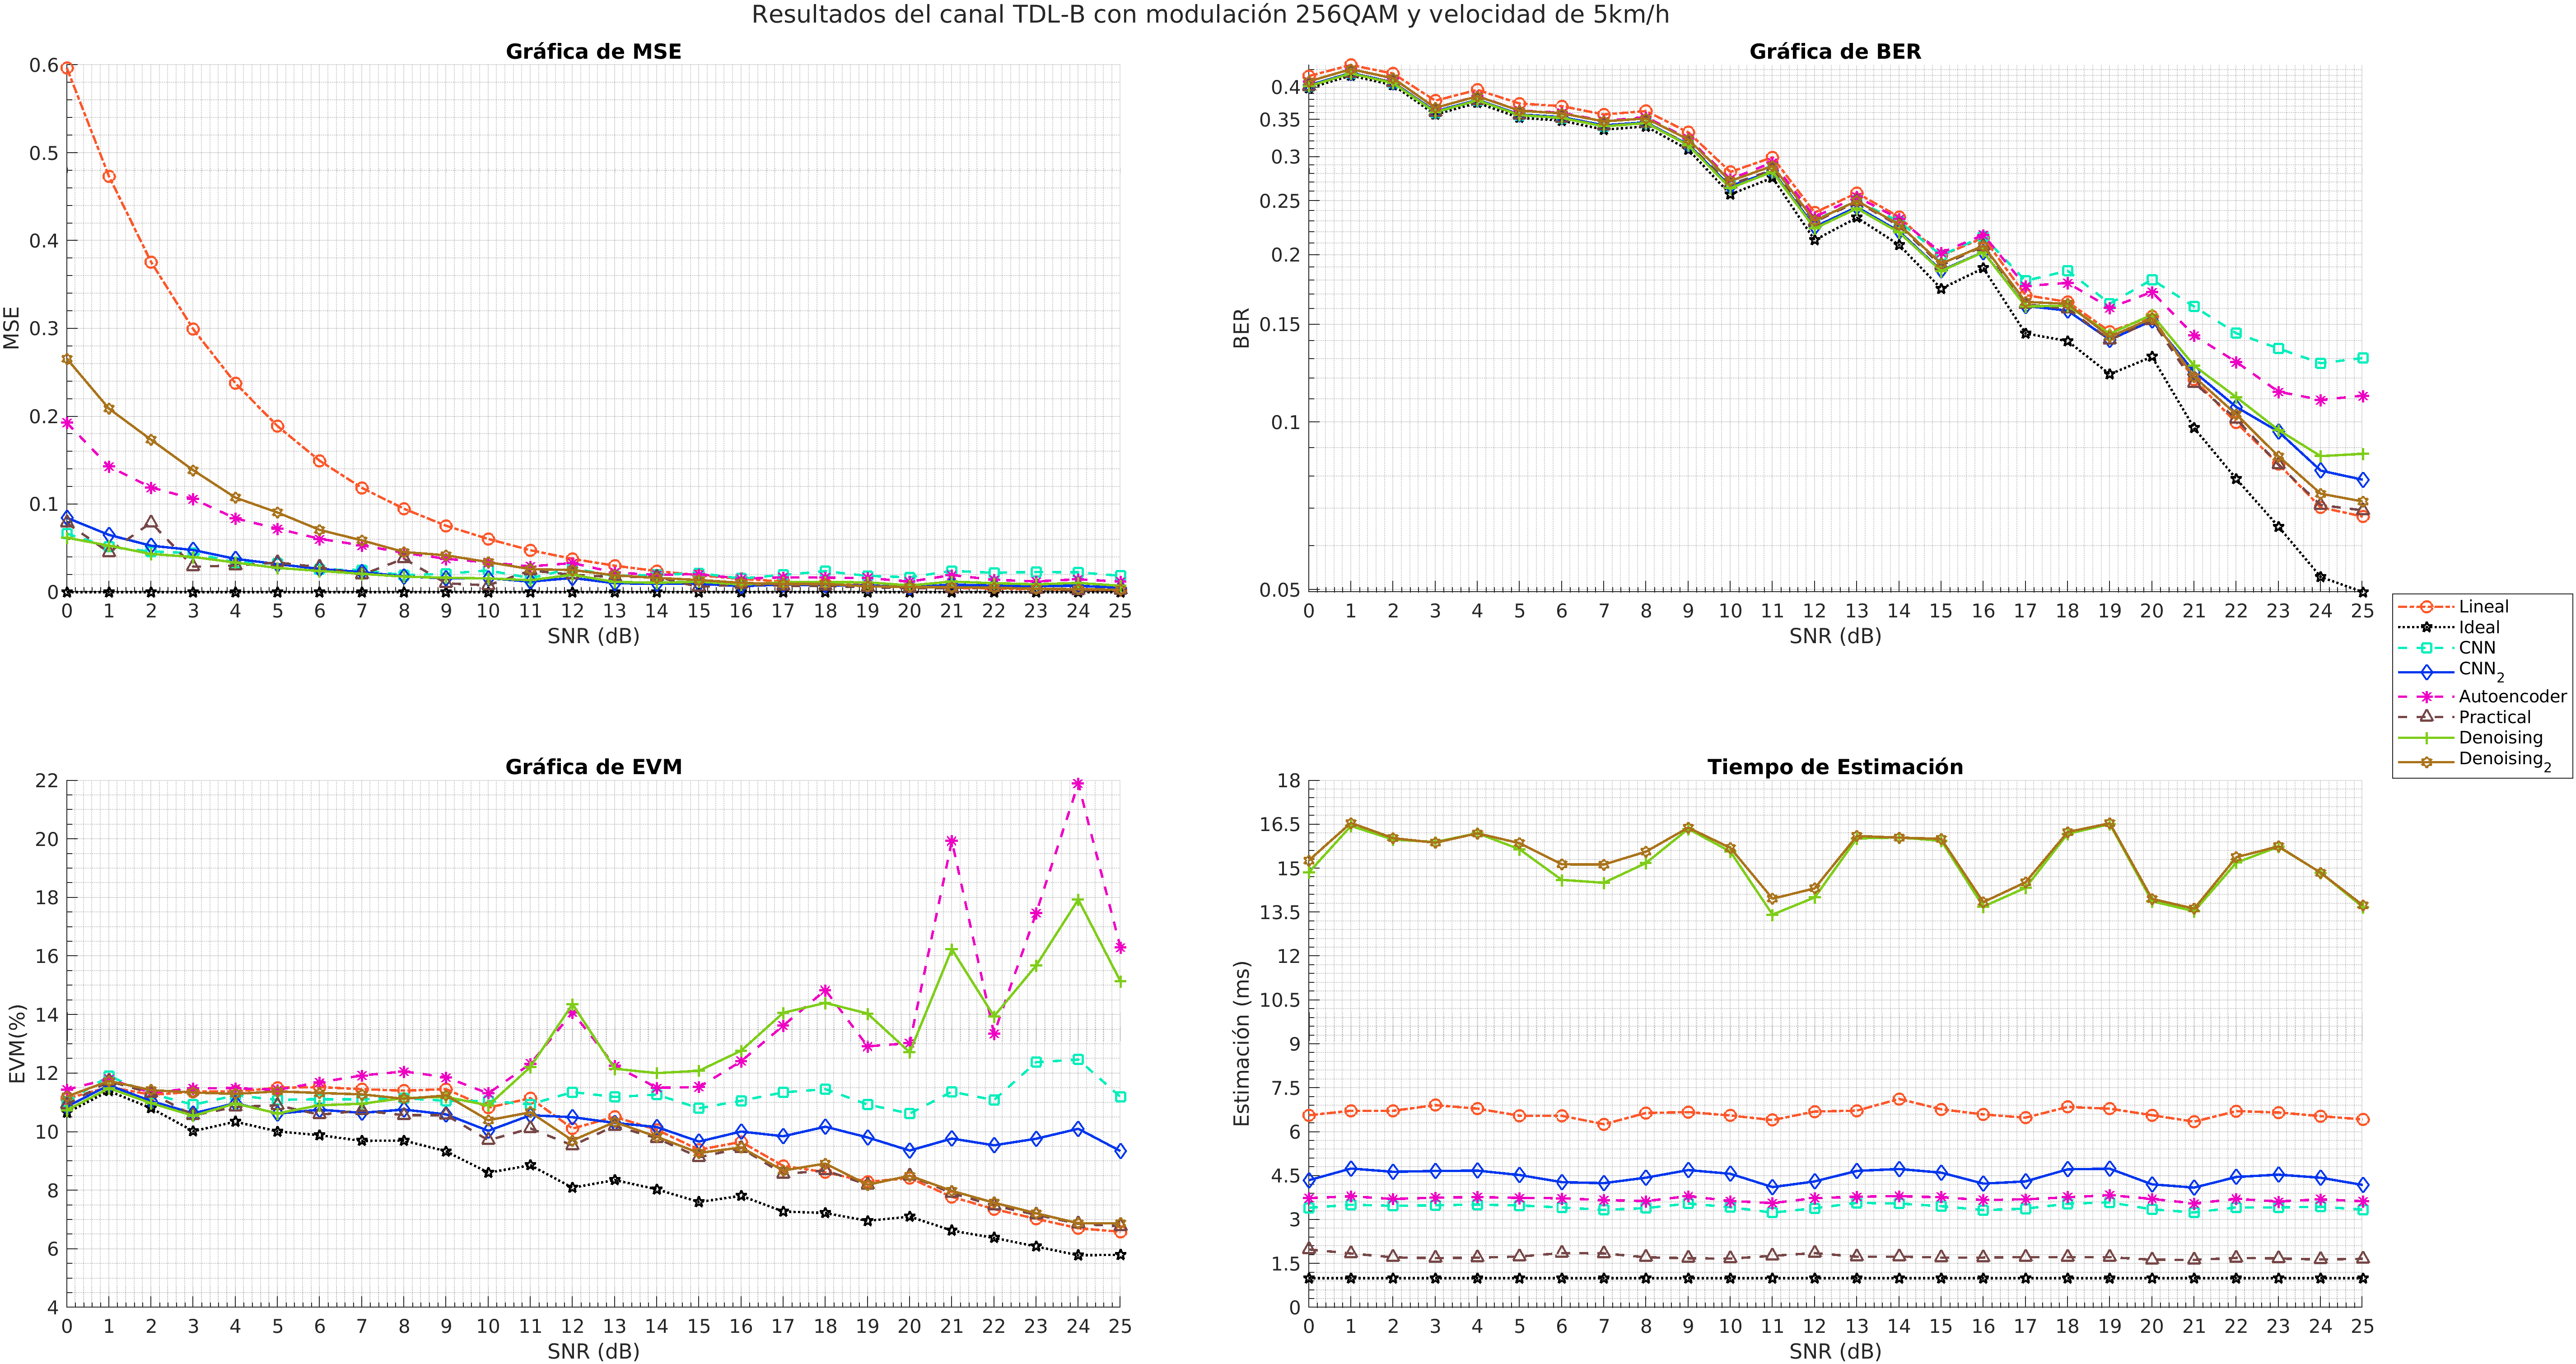 Resultados del canal TDL-B con modulación 256QAM y velocidad de 5km/h
Gráfica de MSE
0.6
0.5
0.4
0.3
0.2
0.1
0
MSE
0 1 2 3 4 5 6 7 8 9 10 11 12 13 14 15 16 17 18 19 20 21 22 23 24 25
SNR (dB)
Gráfica de BER
0.4
0.35
0.3
0.25
0.2
0.15
0.1
0.05
BER
0 1 2 3 4 5 6 7 8 9 10 11 12 13 14 15 16 17 18 19 20 21 22 23 24 25
SNR (dB)
Lineal
Ideal
CNN
CNN2
Autoencoder
Practical
Denoising
Denoising2
Gráfica de EVM
22
20
18
16
14
12
10
8
6
4
EVM(%)
0 1 2 3 4 5 6 7 8 9 10 11 12 13 14 15 16 17 18 19 20 21 22 23 24 25
SNR (dB)
Tiempo de Estimación
18
16.5
15
13.5
12
10.5
9
7.5
6
4.5
3
1.5
0
Estimación (ms)
0 1 2 3 4 5 6 7 8 9 10 11 12 13 14 15 16 17 18 19 20 21 22 23 24 25
SNR (dB)